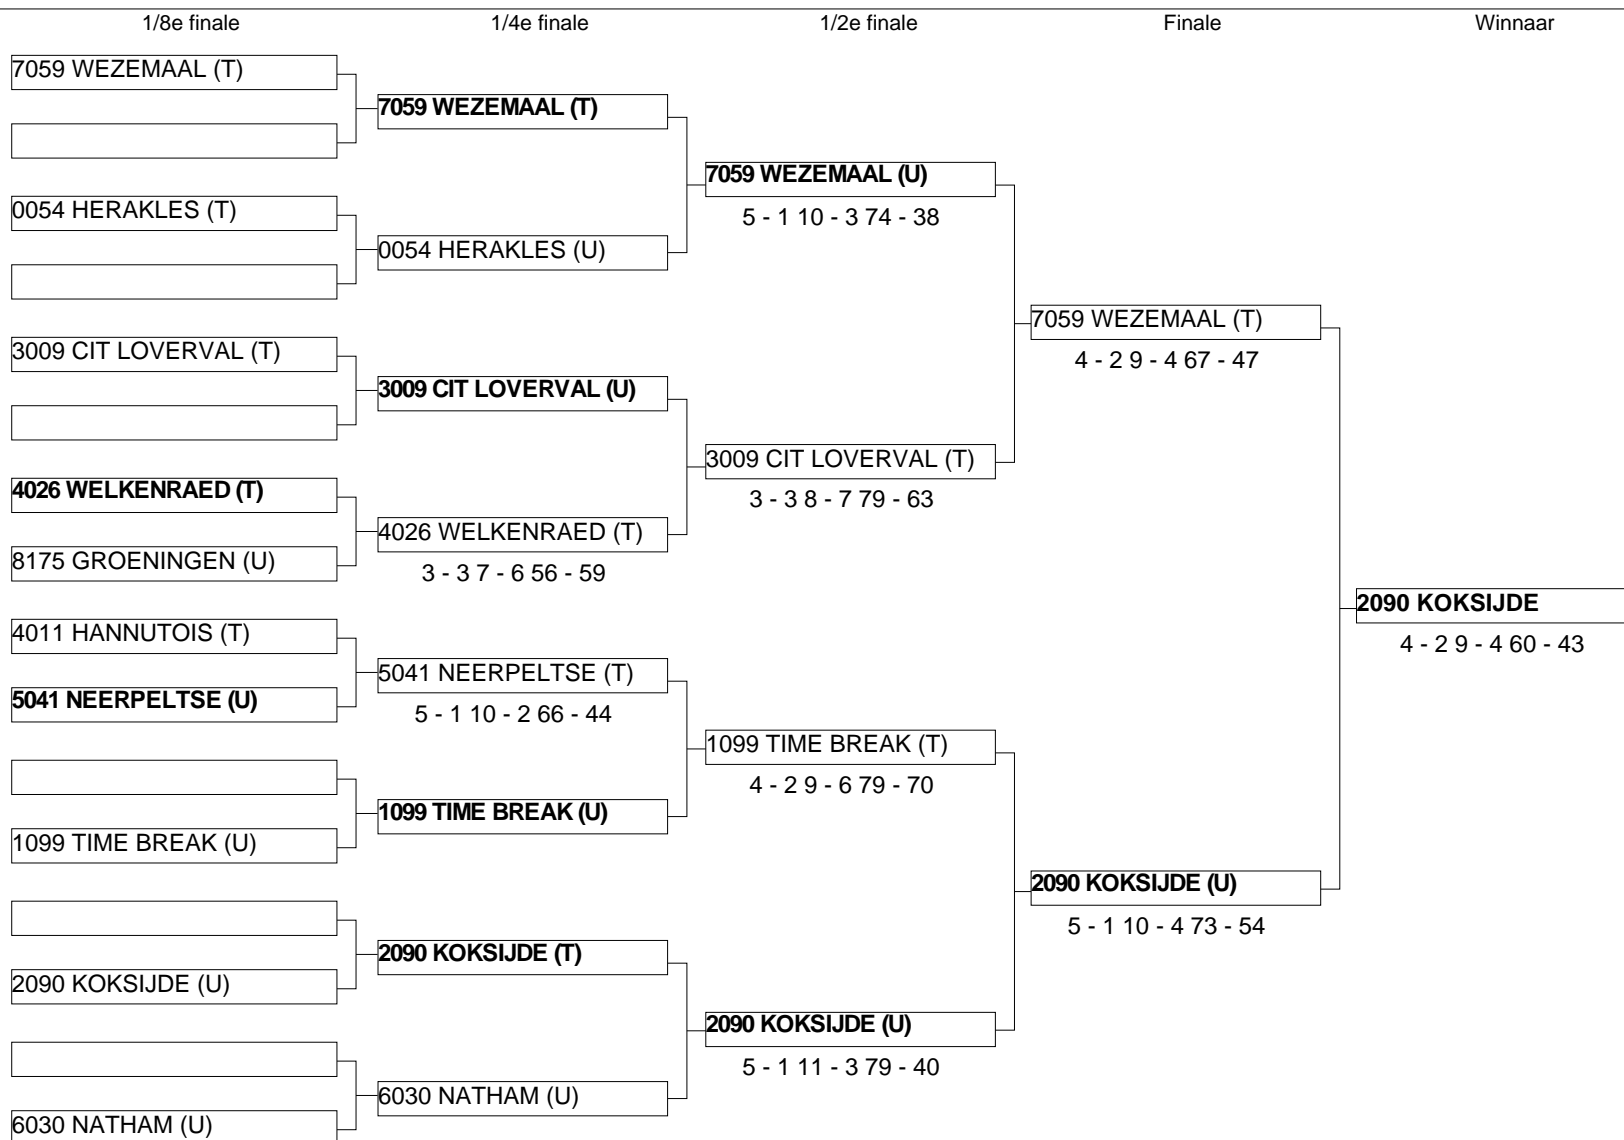 1/8e finale
1/4e finale
1/2e finale
Finale
Winnaar
7059 WEZEMAAL (T)
0054 HERAKLES (T)
3009 CIT LOVERVAL (T)
4026 WELKENRAED (T)
8175 GROENINGEN (U)
4011 HANNUTOIS (T)
5041 NEERPELTSE (U)
1099 TIME BREAK (U)
2090 KOKSIJDE (U)
6030 NATHAM (U)
7059 WEZEMAAL (T)
0054 HERAKLES (U)
3009 CIT LOVERVAL (U)
4026 WELKENRAED (T)
3 - 3 7 - 6 56 - 59
5041 NEERPELTSE (T)
5 - 1 10 - 2 66 - 44
1099 TIME BREAK (U)
2090 KOKSIJDE (T)
6030 NATHAM (U)
7059 WEZEMAAL (U)
5 - 1 10 - 3 74 - 38
3009 CIT LOVERVAL (T)
3 - 3 8 - 7 79 - 63
1099 TIME BREAK (T)
4 - 2 9 - 6 79 - 70
2090 KOKSIJDE (U)
5 - 1 11 - 3 79 - 40
7059 WEZEMAAL (T)
4 - 2 9 - 4 67 - 47
2090 KOKSIJDE (U)
5 - 1 10 - 4 73 - 54
2090 KOKSIJDE
4 - 2 9 - 4 60 - 43